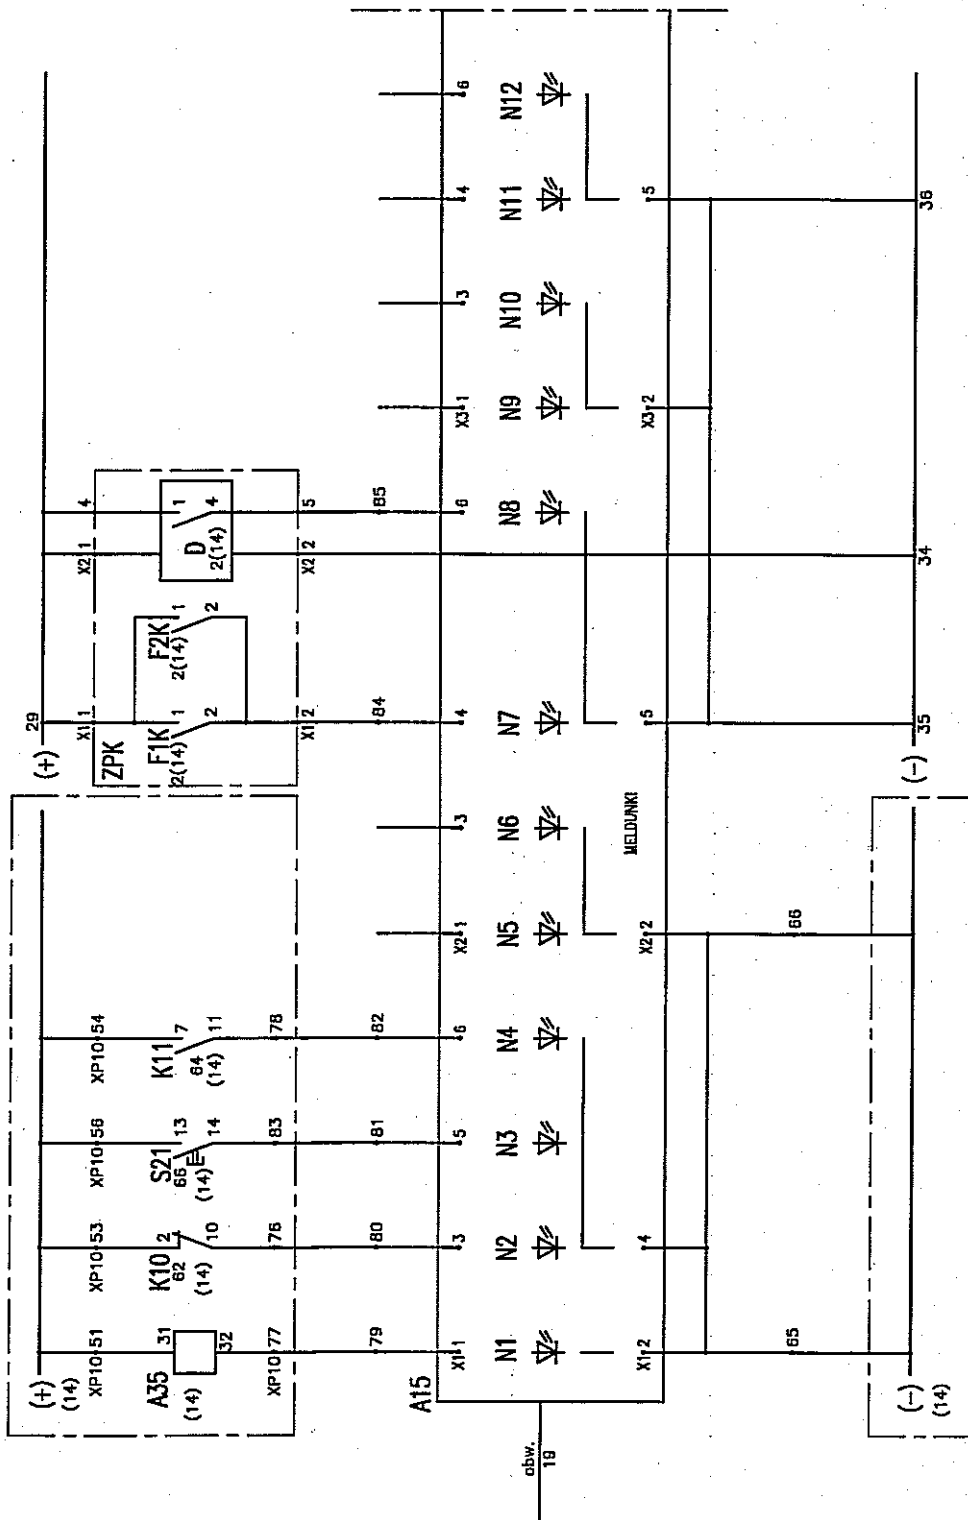 (+)
(14)
XP10 51
XP10 53
XP10 56
XP10 54
A35
31
32
(14)
K10
2
10
62
(14)
S21
13
14
66
(14)
K11
7
11
64
(14)
XP10 77
76
83
78
(+)
29
X1 1
X2 1
4
ZPK
F1K
1
2
2(14)
F2K
1
2
2(14)
D
1
4
2(14)
X1 2
X2 2
5
79
80
81
82
84
85
A15
X1 1
3
5
6
X2 1
3
4
6
X3 1
3
4
6
N1
N2
N3
N4
N5
N6
N7
N8
N9
N10
N11
N12
obw.
19
MELDUNKI
X1 2
4
X2 2
5
X3 2
5
65
66
(-)
(14)
(-)
35
34
36